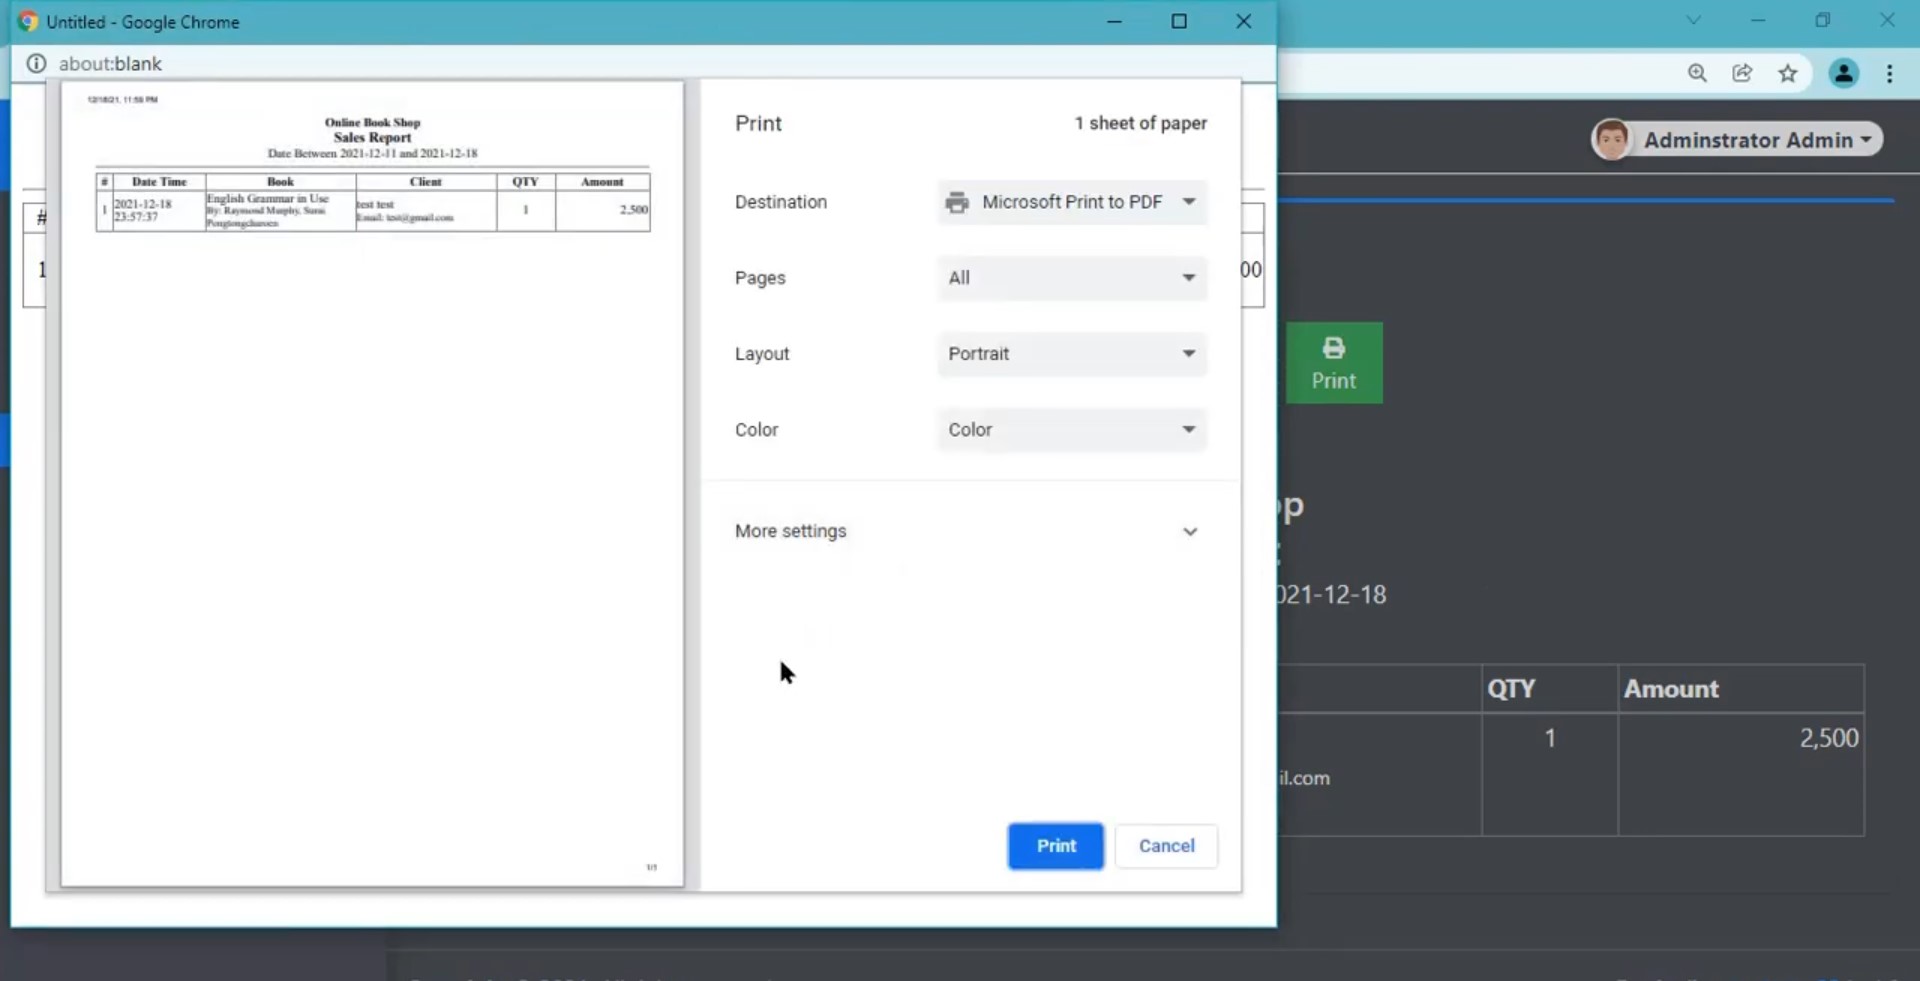 Untitled - Google Chrome
about:blank
12/18/21, 11:59 PM
Online Book Shop
Sales Report
Date Between 2021-12-11 and 2021-12-18
# Date Time Book Client QTY Amount
1 2021-12-18 23:57:37 English Grammar in Use test test 1 2,500
By: Raymond Murphy, Email: test@gmail.com
1/1
Print 1 sheet of paper
Destination Microsoft Print to PDF
Pages All
Layout Portrait
Color Color
More settings
Print Cancel
#
1
00
Adminstrator Admin
Print
op
021-12-18
QTY Amount
1 2,500
il.com